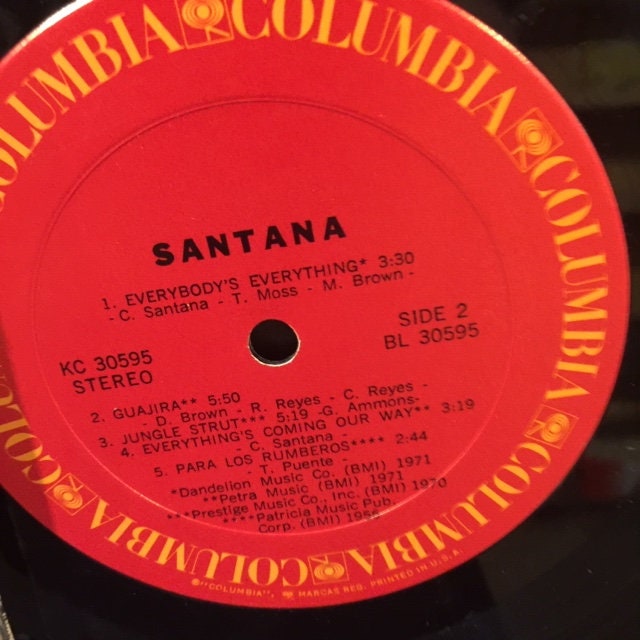 COLUMBIA COLUMBIA COLUMBIA COLUMBIA COLUMBIA COLUMBIA
SANTANA
1. EVERYBODY'S EVERYTHING* 3:30
- C. Santana - T. Moss - M. Brown -
KC 30595
STEREO
SIDE 2
BL 30595
2. GUAJIRA** 5:50
- D. Brown - R. Reyes - C. Reyes -
3. JUNGLE STRUT*** 5:19 -G. Ammons-
4. EVERYTHING'S COMING OUR WAY** 3:19
- C. Santana -
5. PARA LOS RUMBEROS**** 2:44
- T. Puente -
*Dandelion Music Co. (BMI) 1971
**Petra Music (BMI) 1971
***Prestige Music Co., Inc. (BMI) 1970
****Patricia Music Pub.
Corp. (BMI)
"COLUMBIA", MARCAS REG. PRINTED IN U.S.A.